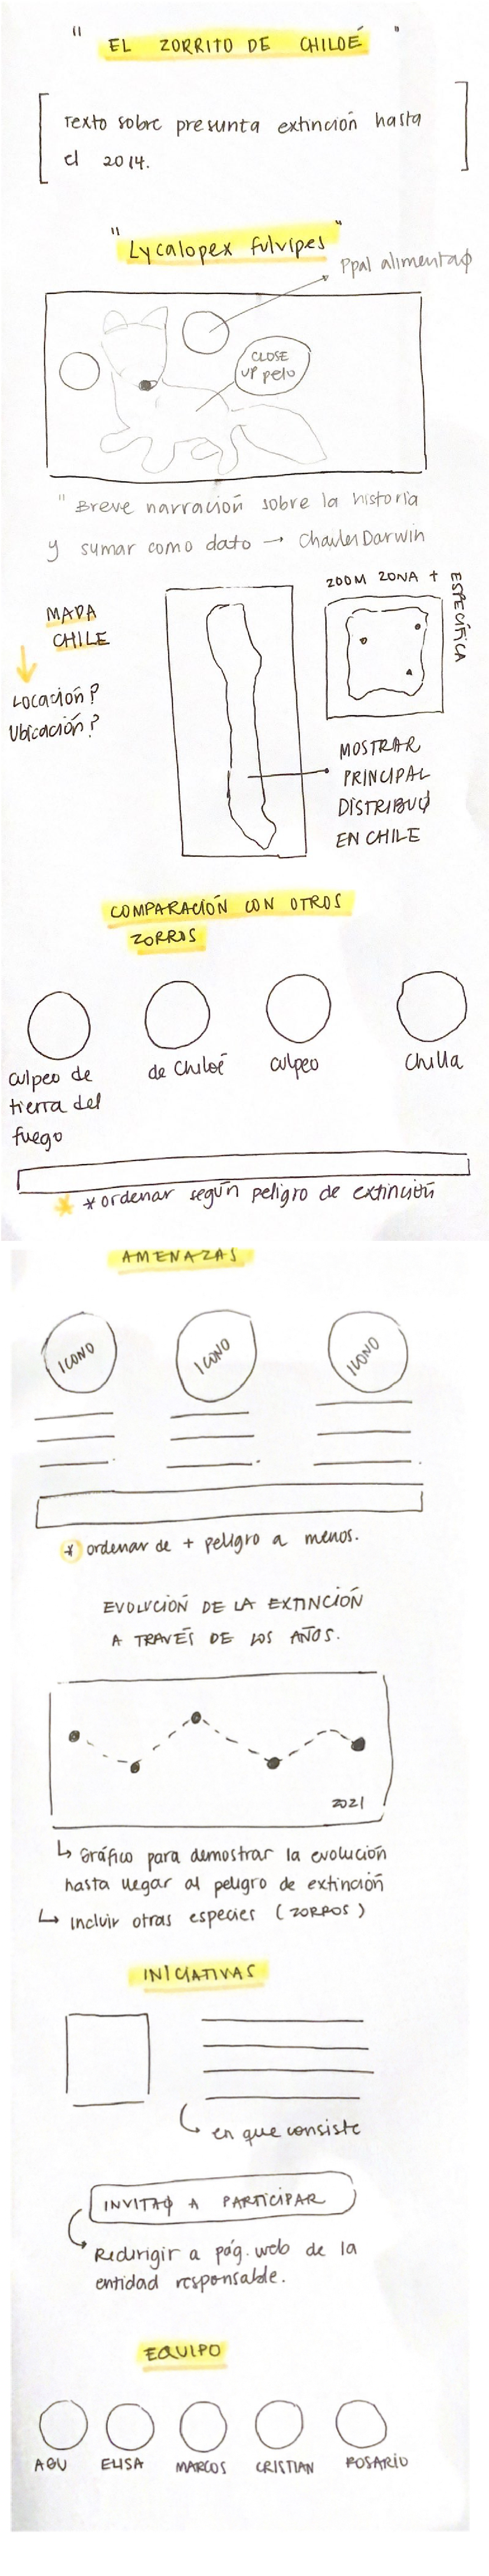 " EL ZORRITO DE CHILOÉ "
Texto sobre presunta extinción hasta
el 2014.
"Lycalopex fulvipes"
Ppal alimentaφ
CLOSE
UP pelo
" Breve narración sobre la historia
y sumar como dato → Charles Darwin
MAPA
CHILE
Locación?
Ubicación?
ZOOM ZONA +
ESPECÍFICA
MOSTRAR
PRINCIPAL
DISTRIBUφ
EN CHILE
COMPARACIÓN CON OTROS
ZORROS
culpeo de
tierra del
fuego
de Chiloé
culpeo
Chilla
* ordenar según peligro de extinción
AMENAZAS
ICONO
ICONO
ICONO
* ordenar de + peligro a menos.
EVOLUCIÓN DE LA EXTINCIÓN
A TRAVÉS DE LOS AÑOS.
2021
↳ Gráfico para demostrar la evolución
hasta llegar al peligro de extinción
↳ Incluir otras especies (ZORROS)
INICIATIVAS
en que consiste
INVITAφ A PARTICIPAR
Redirigir a pág. web de la
entidad responsable.
EQUIPO
AGU
ELISA
MARCOS
CRISTIAN
ROSARIO